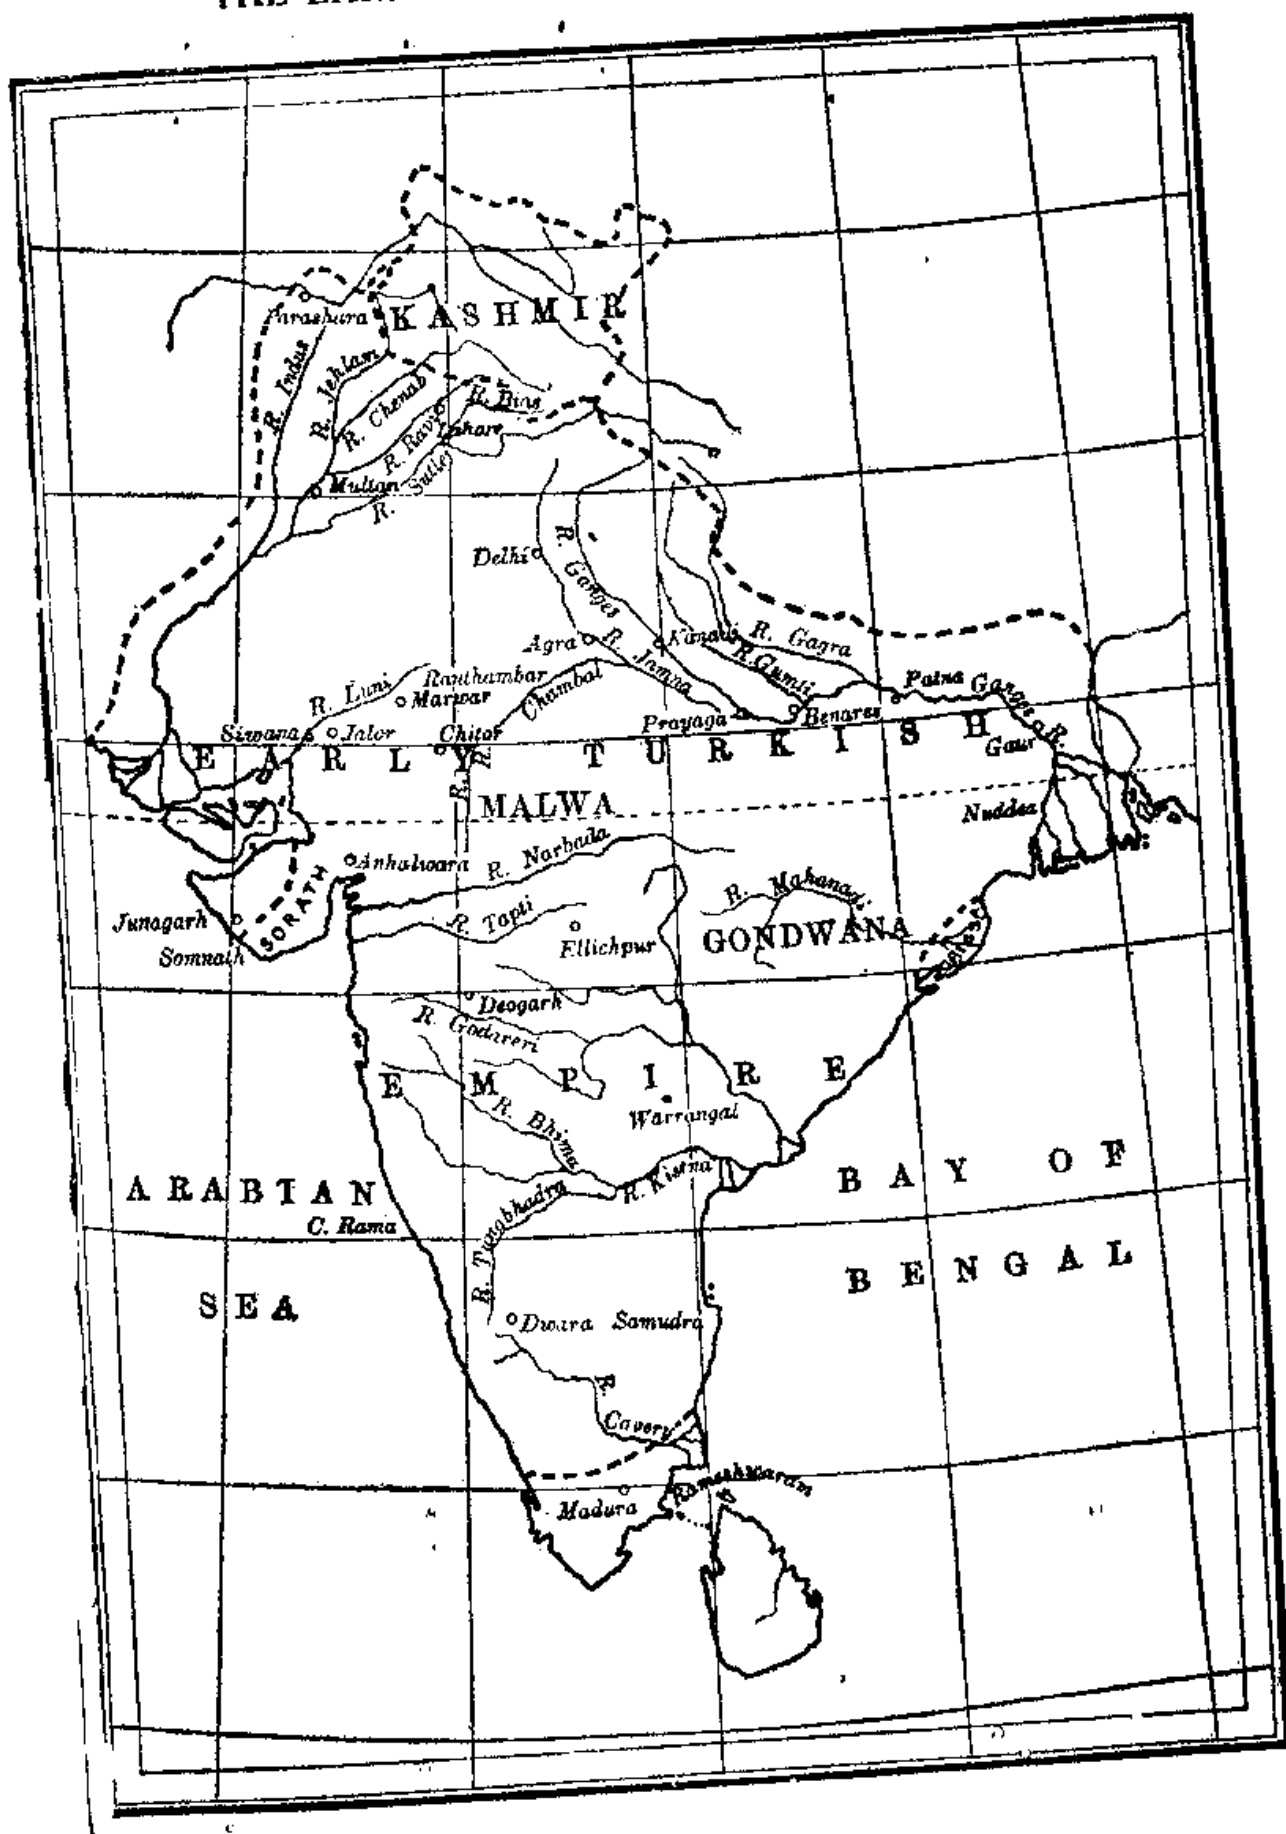 THE
Parashura
KASHMIR
R. Indus
R. Jehlam
R. Chenab
R. Ravi
R. Bias
Lahore
Multan
R. Sutlej
Delhi
R. Ganges
Agra
R. Jamna
Kanauj
R. Gagra
R. Gumti
R. Luni
Ranthambar
Marwar
Chambal
Patna
Ganges R.
Prayaga
Benares
Siwana
Jalor
Chitor
Gaur
EARLY TURKISH
R.
R.
MALWA
Nuddea
Anhalwara
R. Narbada
R. Mahanadi
SORATH
Junagarh
R. Tapti
Ellichpur
GONDWANA
Somnath
Deogarh
R. Godaveri
EMPIRE
R. Bhima
Warrangal
R. Kistna
ARABIAN
BAY OF
C. Rama
R. Tungbhadra
BENGAL
SEA
Dwara Samudra
R.
Cavery
Rameshwaram
Madura